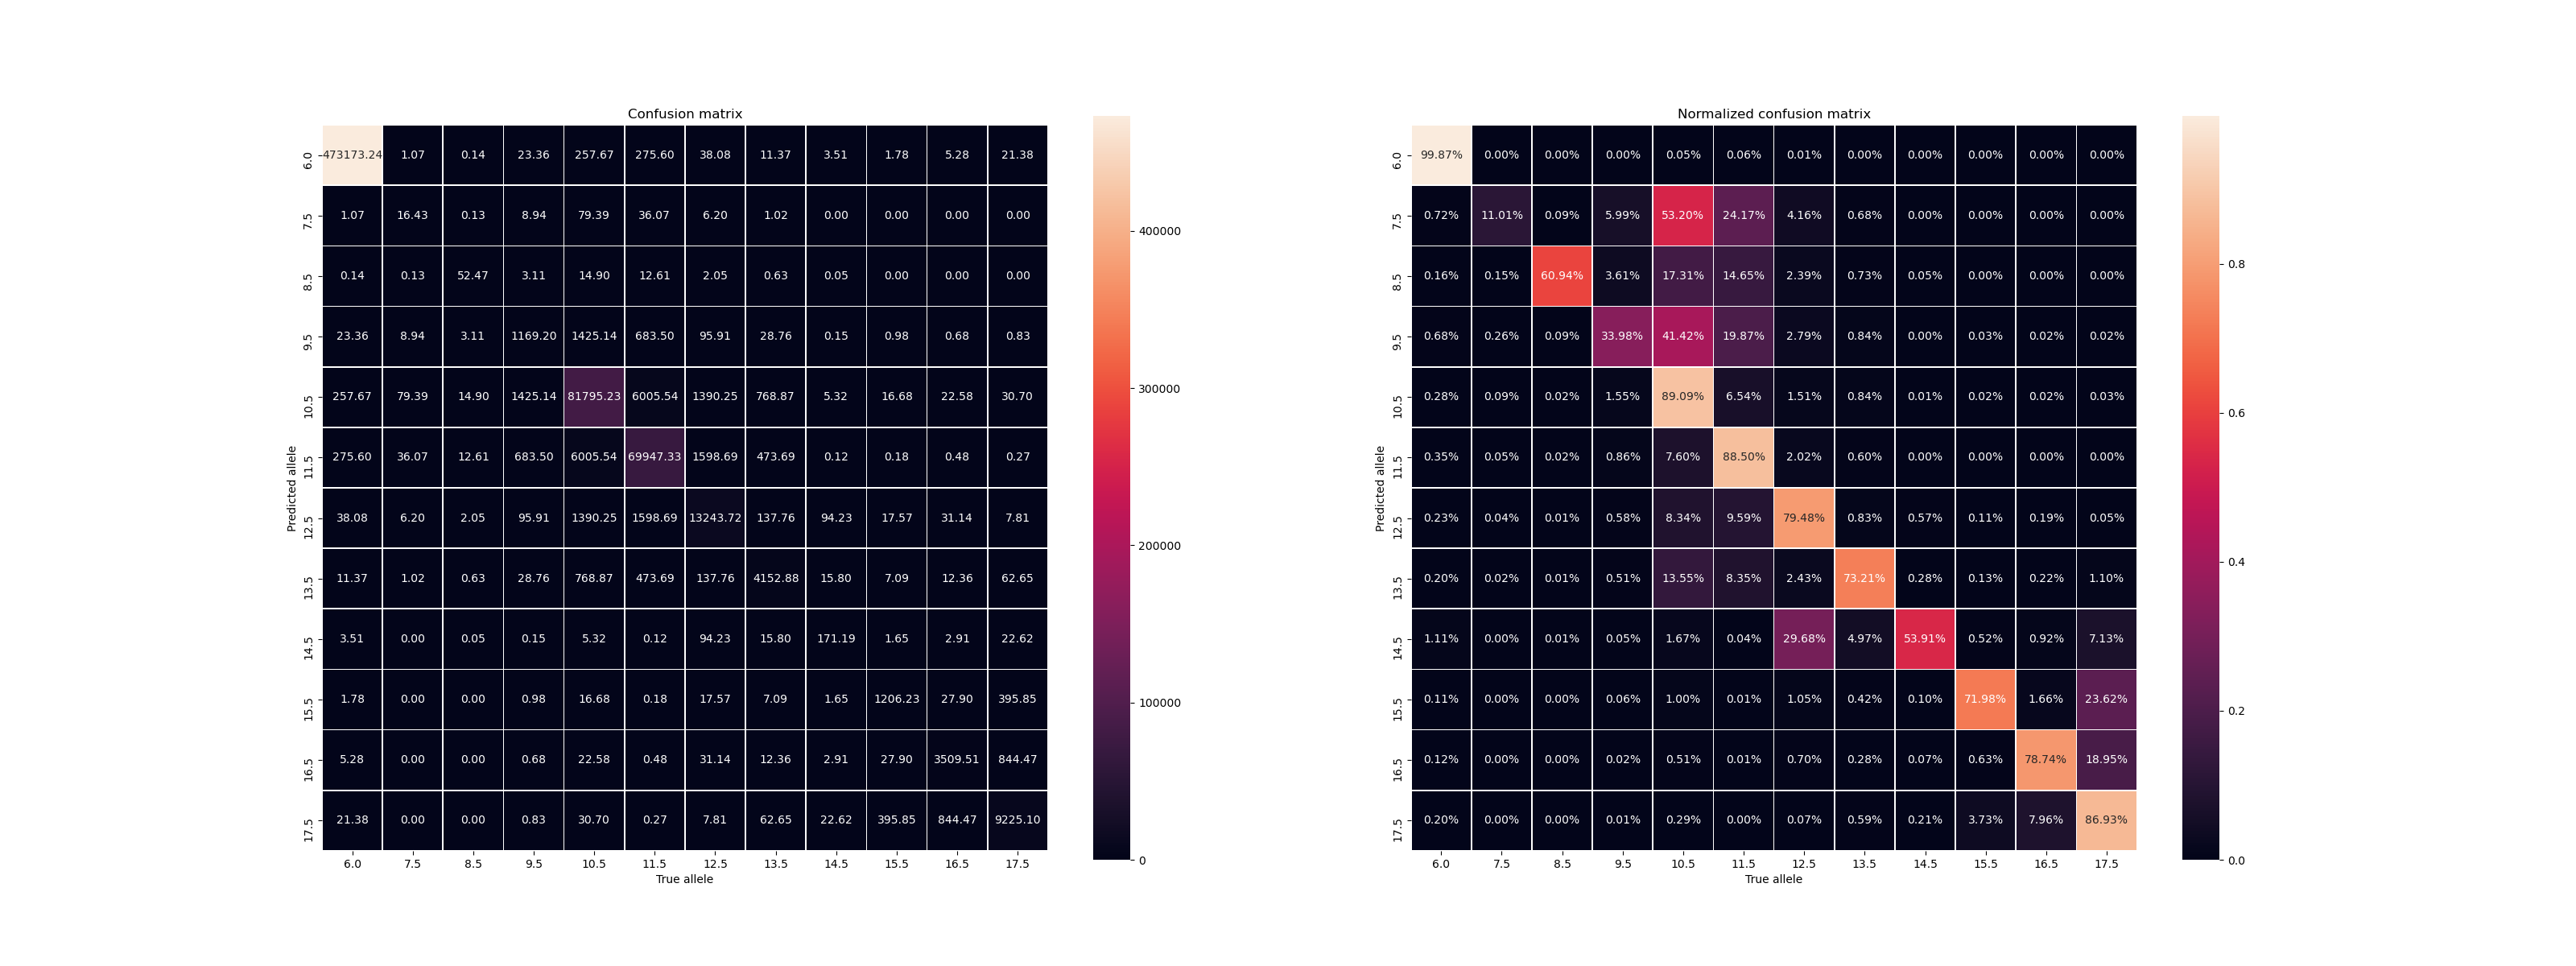 Confusion matrix
6.0 473173.24 1.07 0.14 23.36 257.67 275.60 38.08 11.37 3.51 1.78 5.28 21.38
7.5 1.07 16.43 0.13 8.94 79.39 36.07 6.20 1.02 0.00 0.00 0.00 0.00
8.5 0.14 0.13 52.47 3.11 14.90 12.61 2.05 0.63 0.05 0.00 0.00 0.00
9.5 23.36 8.94 3.11 1169.20 1425.14 683.50 95.91 28.76 0.15 0.98 0.68 0.83
10.5 257.67 79.39 14.90 1425.14 81795.23 6005.54 1390.25 768.87 5.32 16.68 22.58 30.70
11.5 275.60 36.07 12.61 683.50 6005.54 69947.33 1598.69 473.69 0.12 0.18 0.48 0.27
12.5 38.08 6.20 2.05 95.91 1390.25 1598.69 13243.72 137.76 94.23 17.57 31.14 7.81
13.5 11.37 1.02 0.63 28.76 768.87 473.69 137.76 4152.88 15.80 7.09 12.36 62.65
14.5 3.51 0.00 0.05 0.15 5.32 0.12 94.23 15.80 171.19 1.65 2.91 22.62
15.5 1.78 0.00 0.00 0.98 16.68 0.18 17.57 7.09 1.65 1206.23 27.90 395.85
16.5 5.28 0.00 0.00 0.68 22.58 0.48 31.14 12.36 2.91 27.90 3509.51 844.47
17.5 21.38 0.00 0.00 0.83 30.70 0.27 7.81 62.65 22.62 395.85 844.47 9225.10
6.0 7.5 8.5 9.5 10.5 11.5 12.5 13.5 14.5 15.5 16.5 17.5
True allele
Predicted allele
400000
300000
200000
100000
0
Normalized confusion matrix
6.0 99.87% 0.00% 0.00% 0.00% 0.05% 0.06% 0.01% 0.00% 0.00% 0.00% 0.00% 0.00%
7.5 0.72% 11.01% 0.09% 5.99% 53.20% 24.17% 4.16% 0.68% 0.00% 0.00% 0.00% 0.00%
8.5 0.16% 0.15% 60.94% 3.61% 17.31% 14.65% 2.39% 0.73% 0.05% 0.00% 0.00% 0.00%
9.5 0.68% 0.26% 0.09% 33.98% 41.42% 19.87% 2.79% 0.84% 0.00% 0.03% 0.02% 0.02%
10.5 0.28% 0.09% 0.02% 1.55% 89.09% 6.54% 1.51% 0.84% 0.01% 0.02% 0.02% 0.03%
11.5 0.35% 0.05% 0.02% 0.86% 7.60% 88.50% 2.02% 0.60% 0.00% 0.00% 0.00% 0.00%
12.5 0.23% 0.04% 0.01% 0.58% 8.34% 9.59% 79.48% 0.83% 0.57% 0.11% 0.19% 0.05%
13.5 0.20% 0.02% 0.01% 0.51% 13.55% 8.35% 2.43% 73.21% 0.28% 0.13% 0.22% 1.10%
14.5 1.11% 0.00% 0.01% 0.05% 1.67% 0.04% 29.68% 4.97% 53.91% 0.52% 0.92% 7.13%
15.5 0.11% 0.00% 0.00% 0.06% 1.00% 0.01% 1.05% 0.42% 0.10% 71.98% 1.66% 23.62%
16.5 0.12% 0.00% 0.00% 0.02% 0.51% 0.01% 0.70% 0.28% 0.07% 0.63% 78.74% 18.95%
17.5 0.20% 0.00% 0.00% 0.01% 0.29% 0.00% 0.07% 0.59% 0.21% 3.73% 7.96% 86.93%
6.0 7.5 8.5 9.5 10.5 11.5 12.5 13.5 14.5 15.5 16.5 17.5
True allele
Predicted allele
0.8
0.6
0.4
0.2
0.0